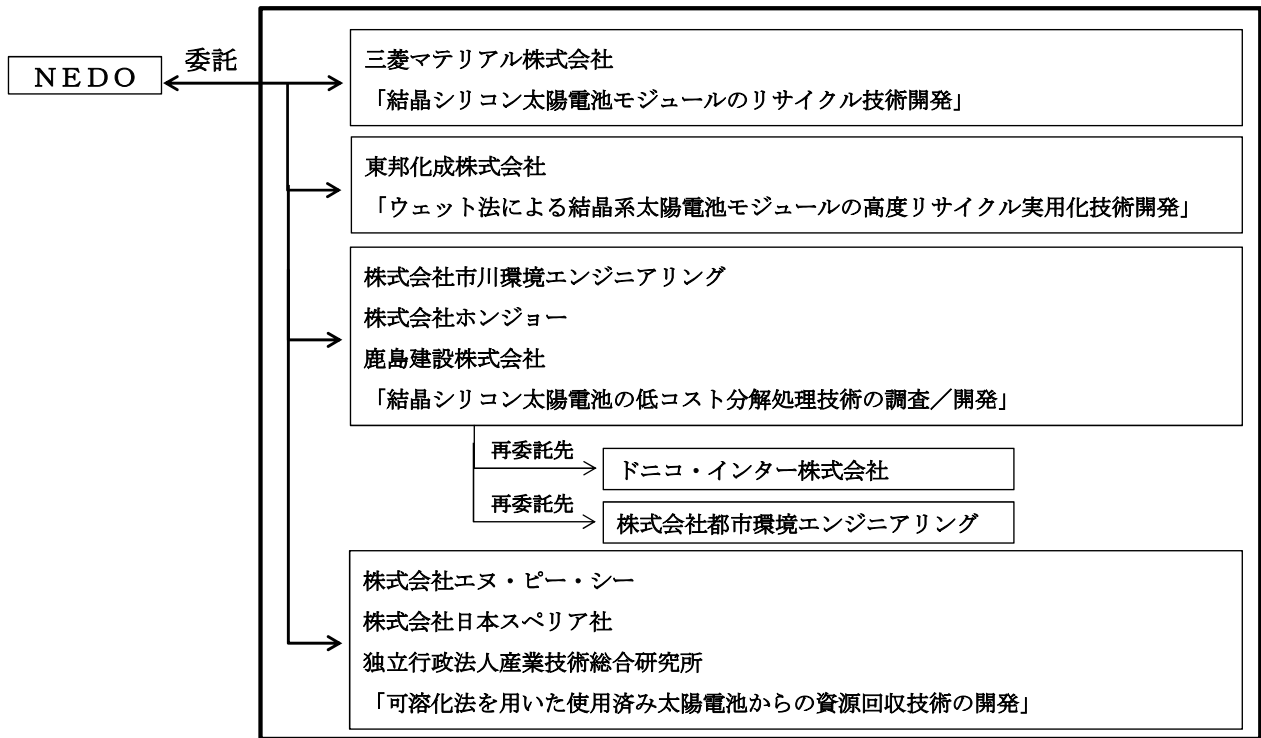 NEDO
委託
三菱マテリアル株式会社
「結晶シリコン太陽電池モジュールのリサイクル技術開発」
東邦化成株式会社
「ウェット法による結晶系太陽電池モジュールの高度リサイクル実用化技術開発」
株式会社市川環境エンジニアリング
株式会社ホンジョー
鹿島建設株式会社
「結晶シリコン太陽電池の低コスト分解処理技術の調査／開発」
再委託先
ドニコ・インター株式会社
再委託先
株式会社都市環境エンジニアリング
株式会社エヌ・ピー・シー
株式会社日本スペリア社
独立行政法人産業技術総合研究所
「可溶化法を用いた使用済み太陽電池からの資源回収技術の開発」